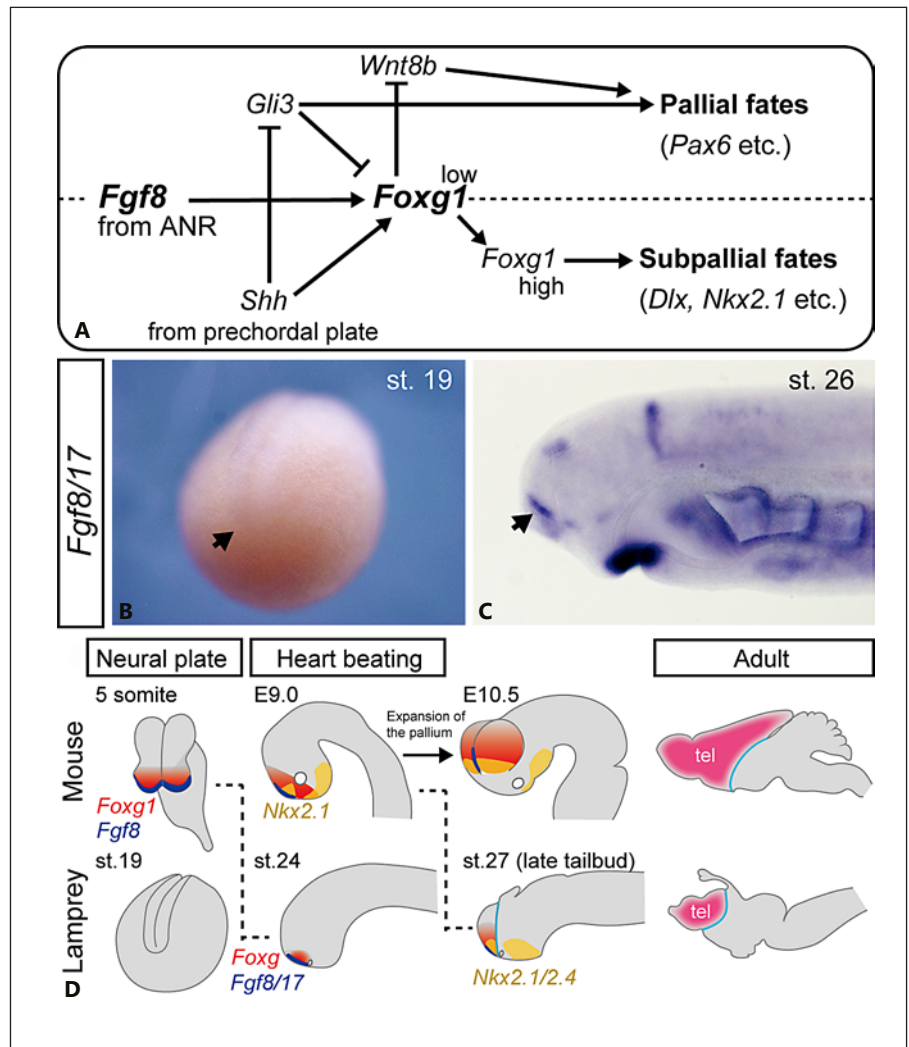 Wnt8b
Gli3
Pallial fates
(Pax6 etc.)
low
Fgf8
Foxg1
from ANR
Foxg1
high
Subpallial fates
(Dlx, Nkx2.1 etc.)
Shh
from prechordal plate
A
Fgf8/17
st. 19
B
st. 26
C
Neural plate
Heart beating
Adult
Mouse
5 somite
E9.0
Expansion of
the pallium
E10.5
tel
Foxg1
Fgf8
Nkx2.1
Lamprey
st.19
st.24
st.27 (late tailbud)
tel
Foxg
Fgf8/17
Nkx2.1/2.4
D